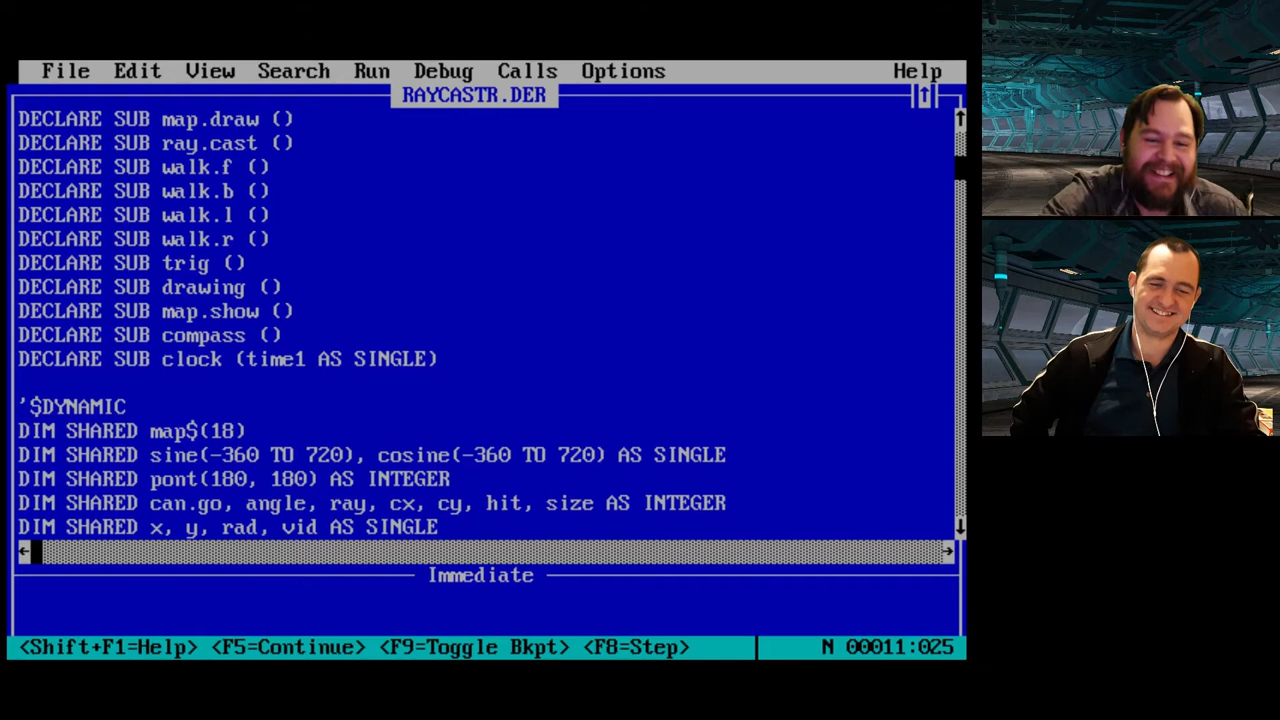 File Edit View Search Run Debug Calls Options Help
RAYCASTR.DER
DECLARE SUB map.draw ()
DECLARE SUB ray.cast ()
DECLARE SUB walk.f ()
DECLARE SUB walk.b ()
DECLARE SUB walk.l ()
DECLARE SUB walk.r ()
DECLARE SUB trig ()
DECLARE SUB drawing ()
DECLARE SUB map.show ()
DECLARE SUB compass ()
DECLARE SUB clock (time1 AS SINGLE)
'$DYNAMIC
DIM SHARED map$(18)
DIM SHARED sine(-360 TO 720), cosine(-360 TO 720) AS SINGLE
DIM SHARED pont(180, 180) AS INTEGER
DIM SHARED can.go, angle, ray, cx, cy, hit, size AS INTEGER
DIM SHARED x, y, rad, vid AS SINGLE
Immediate
<Shift+F1=Help> <F5=Continue> <F9=Toggle Bkpt> <F8=Step> N 00011:025